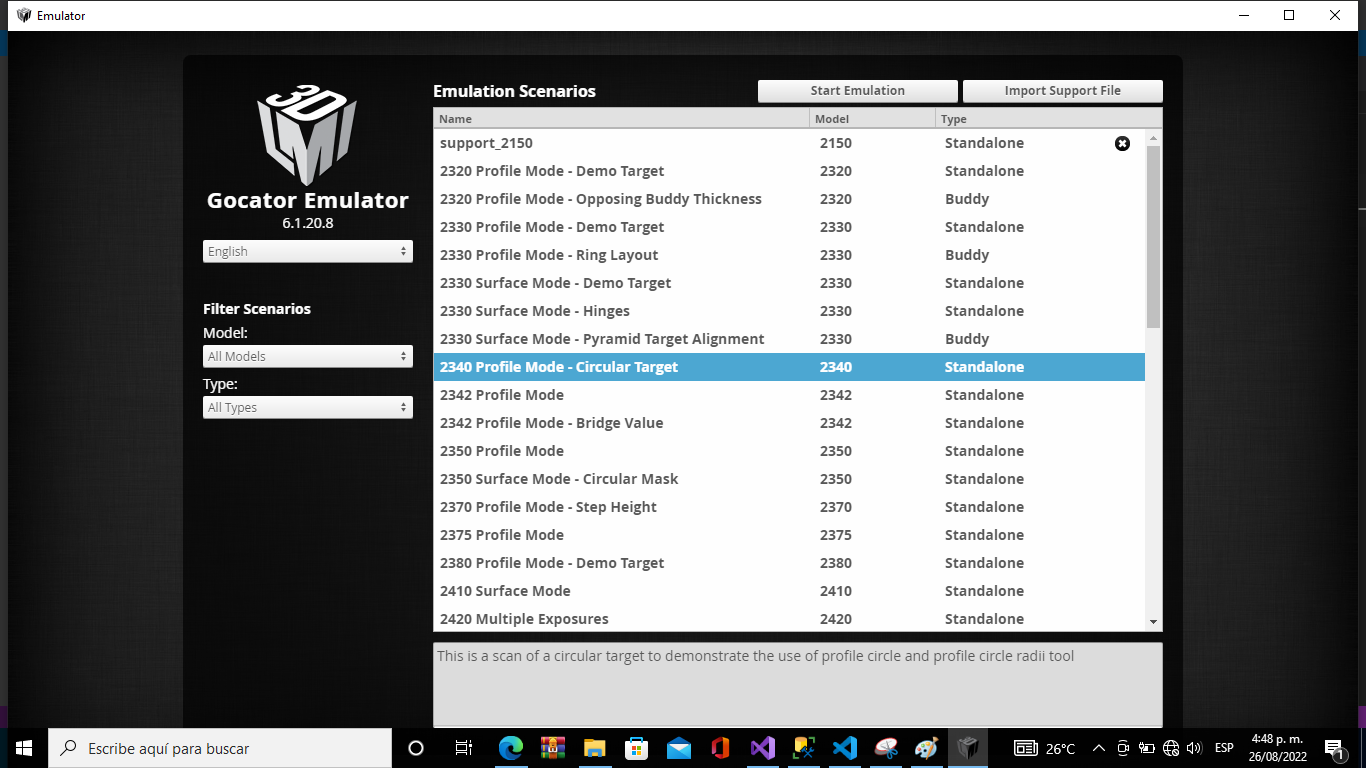 Emulator
3D
LMI
Gocator Emulator
6.1.20.8
English
Filter Scenarios
Model:
All Models
Type:
All Types
Emulation Scenarios
Start Emulation
Import Support File
Name Model Type
support_2150 2150 Standalone
2320 Profile Mode - Demo Target 2320 Standalone
2320 Profile Mode - Opposing Buddy Thickness 2320 Buddy
2330 Profile Mode - Demo Target 2330 Standalone
2330 Profile Mode - Ring Layout 2330 Buddy
2330 Surface Mode - Demo Target 2330 Standalone
2330 Surface Mode - Hinges 2330 Standalone
2330 Surface Mode - Pyramid Target Alignment 2330 Buddy
2340 Profile Mode - Circular Target 2340 Standalone
2342 Profile Mode 2342 Standalone
2342 Profile Mode - Bridge Value 2342 Standalone
2350 Profile Mode 2350 Standalone
2350 Surface Mode - Circular Mask 2350 Standalone
2370 Profile Mode - Step Height 2370 Standalone
2375 Profile Mode 2375 Standalone
2380 Profile Mode - Demo Target 2380 Standalone
2410 Surface Mode 2410 Standalone
2420 Multiple Exposures 2420 Standalone
This is a scan of a circular target to demonstrate the use of profile circle and profile circle radii tool
Escribe aquí para buscar
26°C
ESP
4:48 p. m.
26/08/2022
1